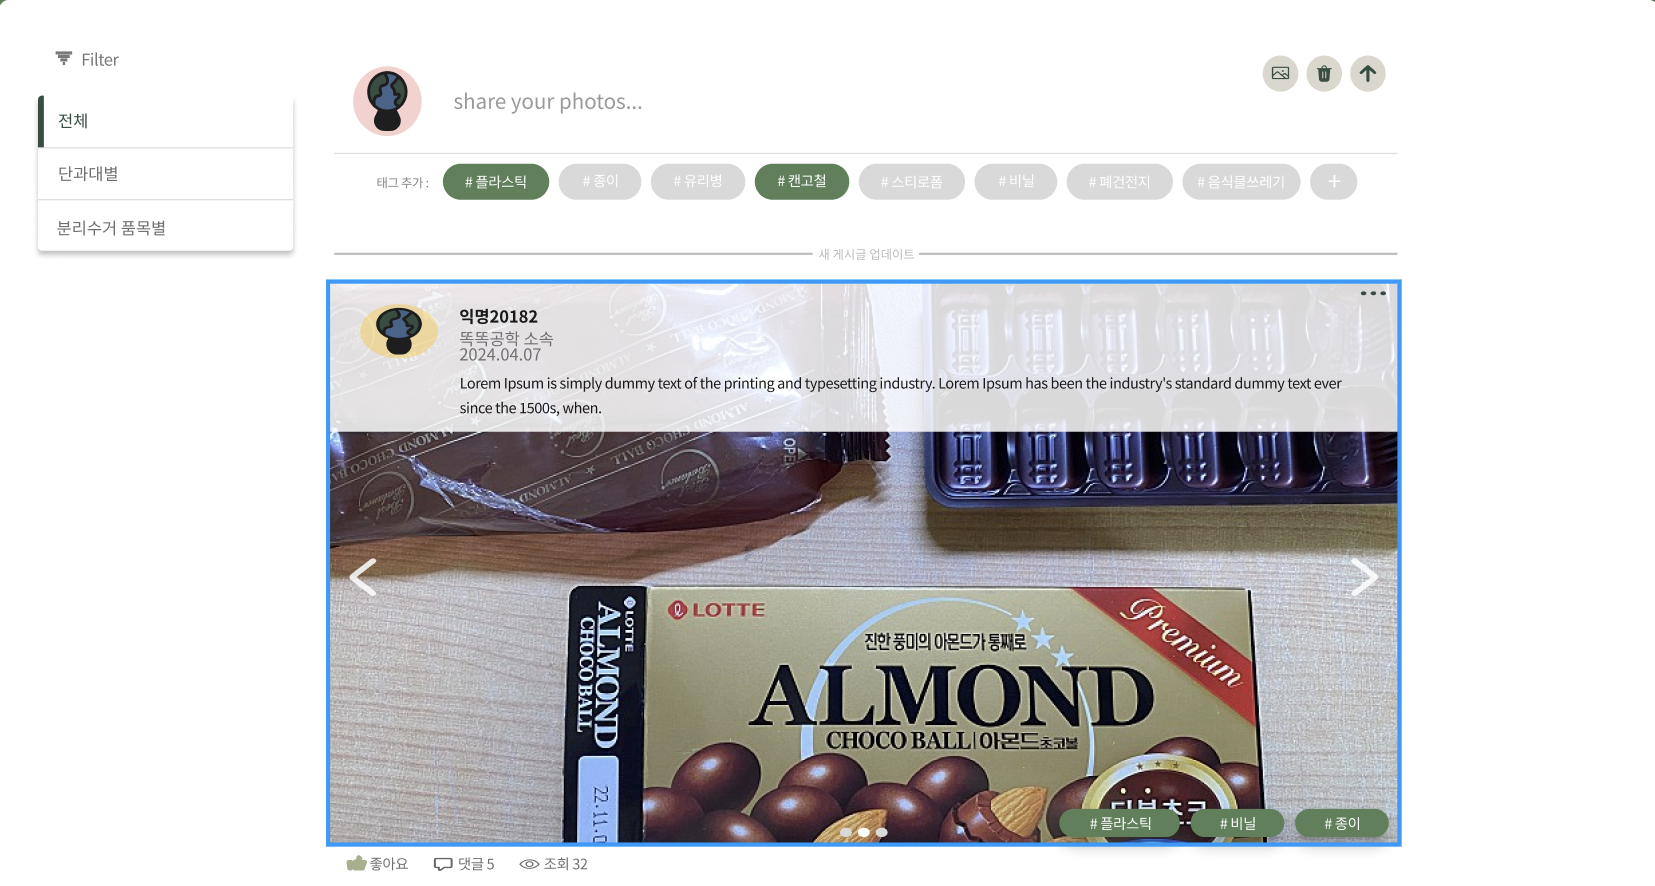 Filter
전체
단과대별
분리수거 품목별
share your photos...
태그 추가 :
# 플라스틱
# 종이
# 유리병
# 캔고철
# 스티로폼
# 비닐
# 폐건전지
# 음식물쓰레기
+
새 게시글 업데이트
익명20182
똑똑공학 소속
2024.04.07
Lorem Ipsum is simply dummy text of the printing and typesetting industry. Lorem Ipsum has been the industry's standard dummy text ever
since the 1500s, when.
ALMOND CHOCO BALL
OPEN
LOTTE
ALMOND
CHOCO BALL
22.11.0
LOTTE
Premium
진한 풍미의 아몬드가 통째로
ALMOND
CHOCO BALL 아몬드초코볼
# 플라스틱
# 비닐
# 종이
좋아요
댓글 5
조회 32